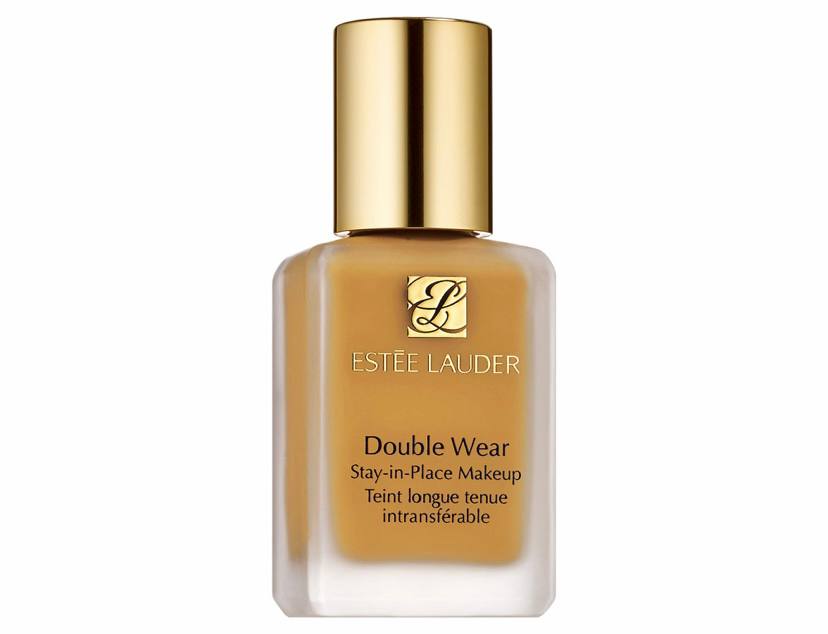 ESTĒE LAUDER
Double Wear
Stay-in-Place Makeup
Teint longue tenue
intransférable